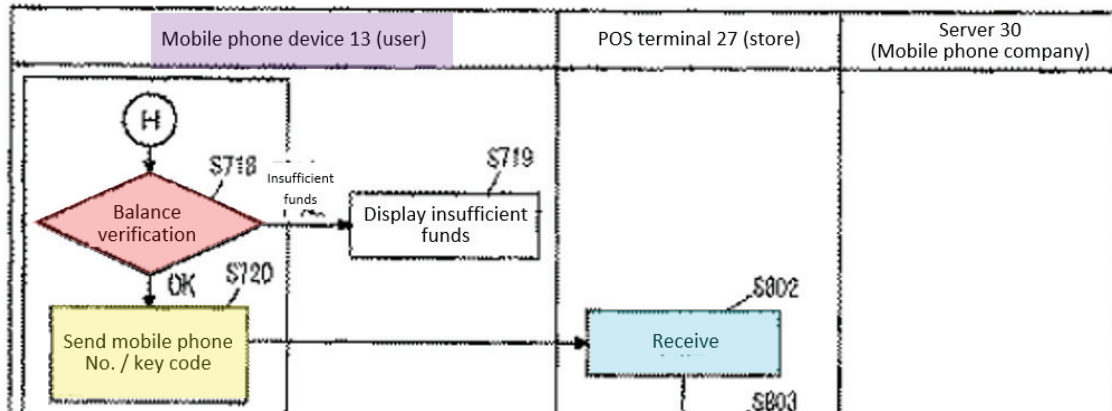 Mobile phone device 13 (user)
POS terminal 27 (store)
Server 30
(Mobile phone company)
H
S718
Insufficient
funds
S719
Balance
verification
Display insufficient
funds
OK
S720
S802
Send mobile phone
No. / key code
Receive
S803